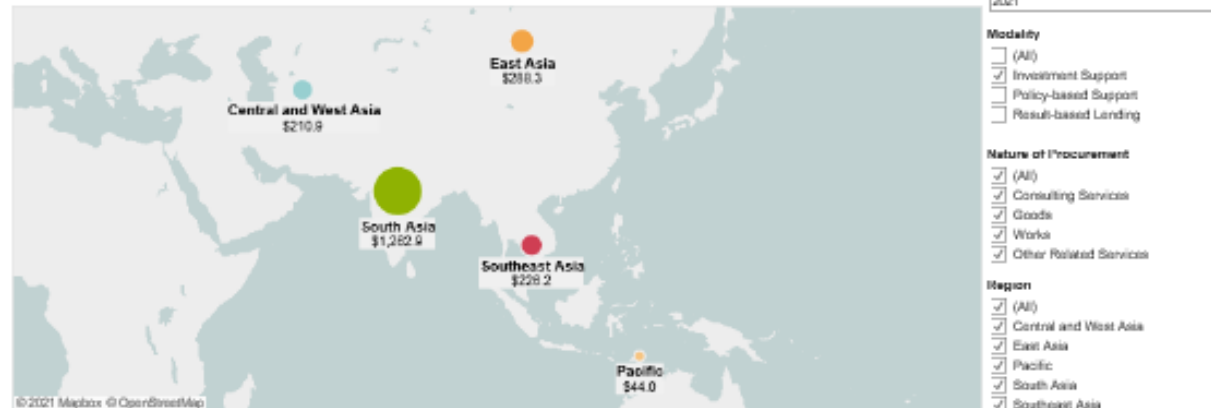 2021
Modality
(All)
Investment Support
Policy-based Support
Result-based Lending
Nature of Procurement
(All)
Consulting Services
Goods
Works
Other Related Services
Region
(All)
Central and West Asia
East Asia
Pacific
South Asia
Southeast Asia
East Asia
$288.3
Central and West Asia
$210.9
South Asia
$1,262.9
Southeast Asia
$226.2
Pacific
$44.0
© 2021 Mapbox © OpenStreetMap